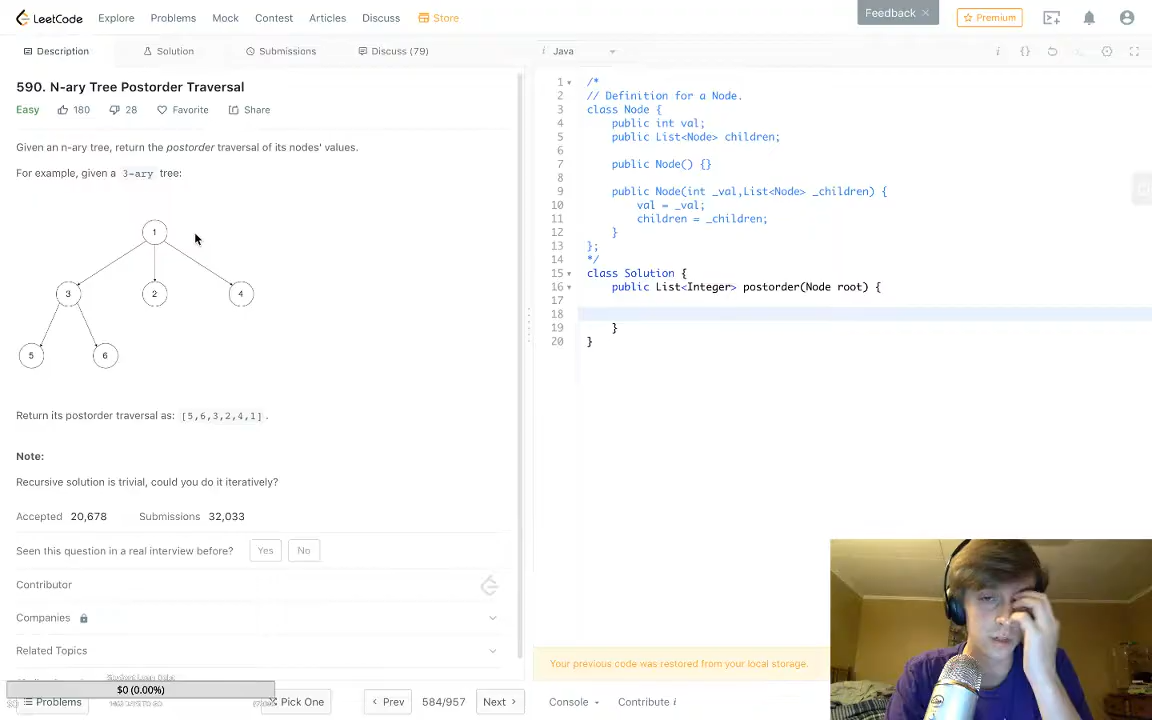 LeetCode Explore Problems Mock Contest Articles Discuss Store Feedback × Premium
Description Solution Submissions Discuss (79) i Java i {}
590. N-ary Tree Postorder Traversal
Easy 180 28 Favorite Share
Given an n-ary tree, return the postorder traversal of its nodes' values.
For example, given a 3-ary tree:
1
3 2 4
5 6
Return its postorder traversal as: [5,6,3,2,4,1].
Note:
Recursive solution is trivial, could you do it iteratively?
Accepted 20,678 Submissions 32,033
Seen this question in a real interview before? Yes No
Contributor
Companies
Related Topics
$0 (0.00%)
Problems Pick One < Prev 584/957 Next >
1 /*
2 // Definition for a Node.
3 class Node {
4 public int val;
5 public List<Node> children;
6
7 public Node() {}
8
9 public Node(int _val,List<Node> _children) {
10 val = _val;
11 children = _children;
12 }
13 };
14 */
15 class Solution {
16 public List<Integer> postorder(Node root) {
17
18
19 }
20 }
Your previous code was restored from your local storage.
Console Contribute i